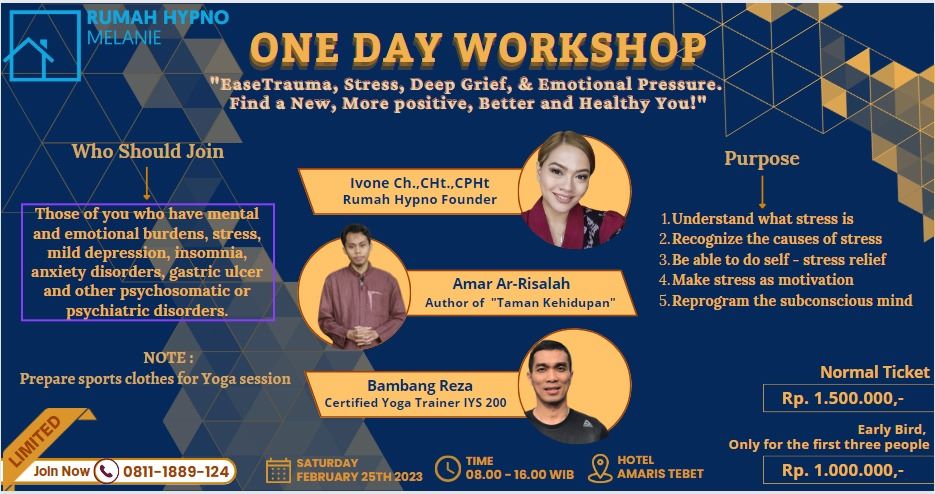 RUMAH HYPNO
MELANIE
ONE DAY WORKSHOP
"EaseTrauma, Stress, Deep Grief, & Emotional Pressure.
Find a New, More positive, Better and Healthy You!"
Who Should Join
Those of you who have mental
and emotional burdens, stress,
mild depression, insomnia,
anxiety disorders, gastric ulcer
and other psychosomatic or
psychiatric disorders.
NOTE :
Prepare sports clothes for Yoga session
Ivone Ch.,CHt.,CPHt
Rumah Hypno Founder
Amar Ar-Risalah
Author of "Taman Kehidupan"
Bambang Reza
Certified Yoga Trainer IYS 200
Purpose
1. Understand what stress is
2. Recognize the causes of stress
3. Be able to do self - stress relief
4. Make stress as motivation
5. Reprogram the subconscious mind
Normal Ticket
Rp. 1.500.000,-
Early Bird,
Only for the first three people
Rp. 1.000.000,-
LIMITED
Join Now 0811-1889-124
SATURDAY
FEBRUARY 25TH 2023
TIME
08.00 - 16.00 WIB
HOTEL
AMARIS TEBET